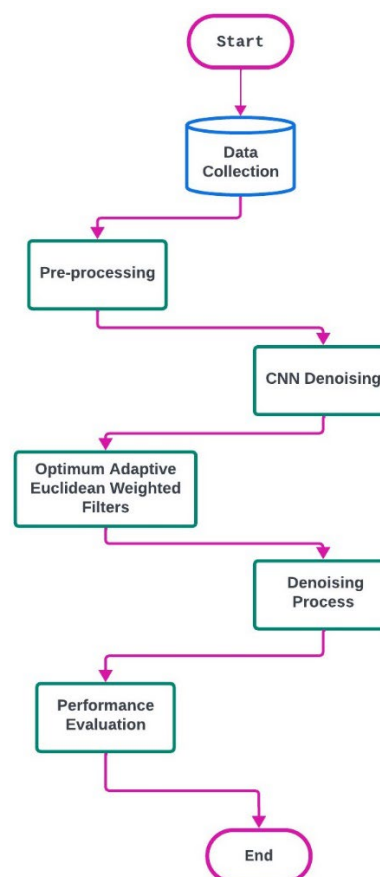 Start
Data
Collection
Pre-processing
CNN Denoising
Optimum Adaptive
Euclidean Weighted
Filters
Denoising
Process
Performance
Evaluation
End